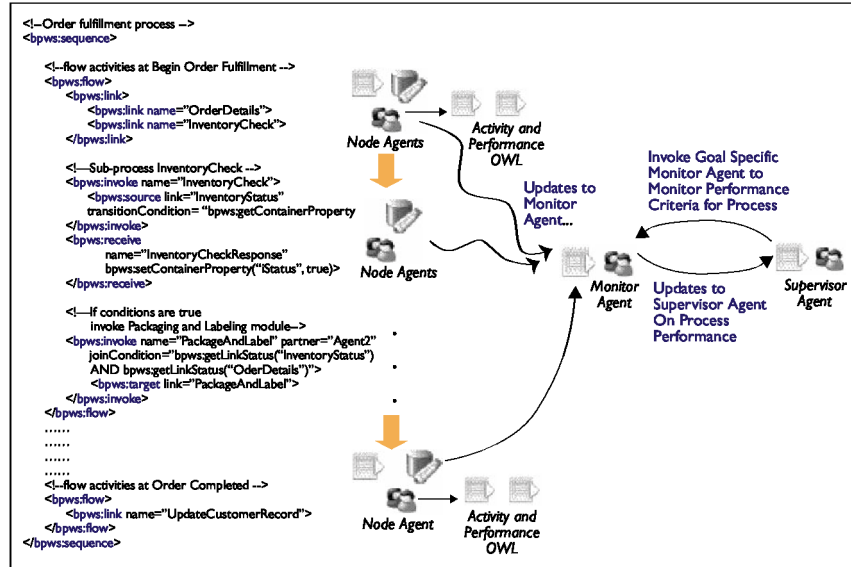 <!--Order fulfillment process -->
<bpws:sequence>
<!--flow activities at Begin Order Fulfillment -->
<bpws:flow>
<bpws:link>
<bpws:link name="OrderDetails">
<bpws:link name="InventoryCheck">
</bpws:link>
<!--Sub-process InventoryCheck -->
<bpws:invoke name="InventoryCheck">
<bpws:source link="InventoryStatus"
transitionCondition= "bpws:getContainerProperty
</bpws:invoke>
<bpws:receive
name="InventoryCheckResponse"
bpws:setContainerProperty("iStatus", true)>
</bpws:receive>
<!--If conditions are true
invoke Packaging and Labeling module-->
<bpws:invoke name="PackageAndLabel" partner="Agent2"
joinCondition="bpws:getLinkStatus("InventoryStatus")
AND bpws:getLinkStatus("OderDetails")">
<bpws:target link="PackageAndLabel">
</bpws:invoke>
</bpws:flow>
......
......
......
......
<!--flow activities at Order Completed -->
<bpws:flow>
<bpws:link name="UpdateCustomerRecord">
</bpws:flow>
</bpws:sequence>
Node Agents
Activity and
Performance
OWL
Node Agents
Updates to
Monitor
Agent...
Invoke Goal Specific
Monitor Agent to
Monitor Performance
Criteria for Process
Monitor
Agent
Supervisor
Agent
Updates to
Supervisor Agent
On Process
Performance
Node Agent
Activity and
Performance
OWL